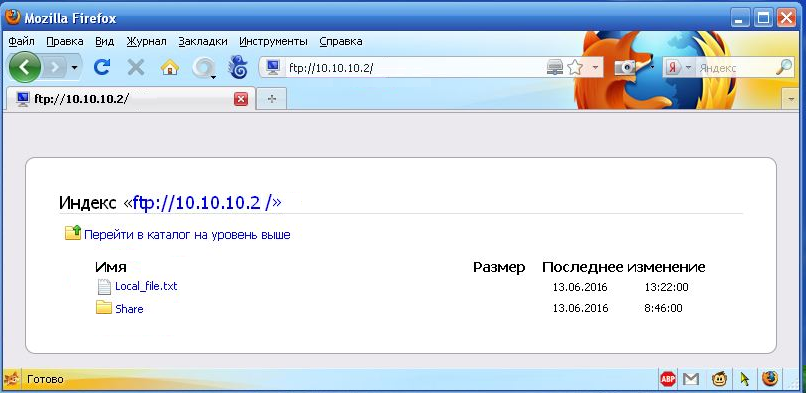 Mozilla Firefox
Файл Правка Вид Журнал Закладки Инструменты Справка
ftp://10.10.10.2/ Я Яндекс
ftp://10.10.10.2/
Индекс «ftp://10.10.10.2 /»
Перейти в каталог на уровень выше
Имя Размер Последнее изменение
Local_file.txt 13.06.2016 13:22:00
Share 13.06.2016 8:46:00
Готово ABP